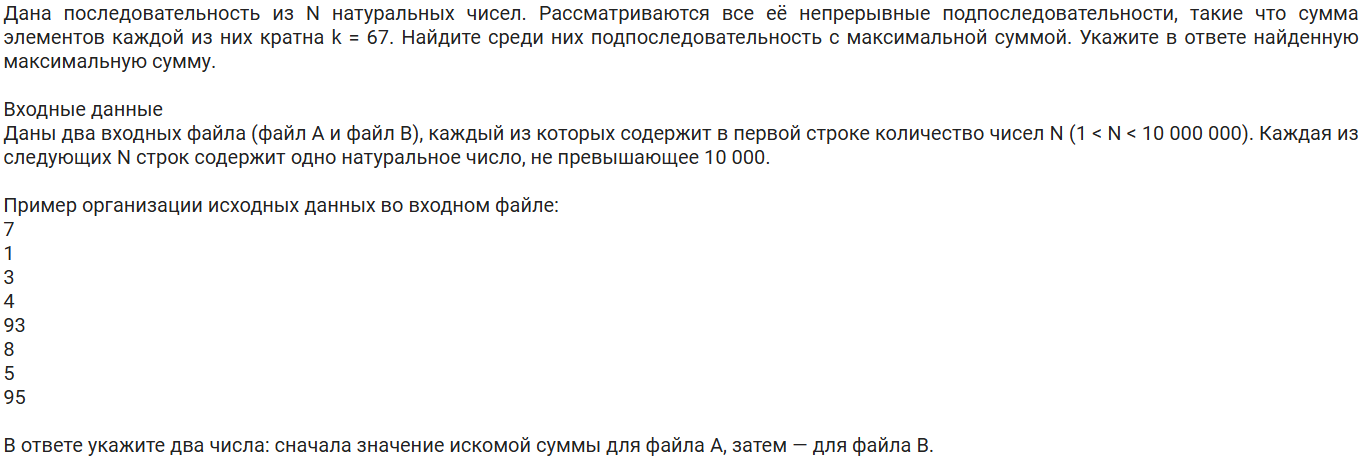 Дана последовательность из N натуральных чисел. Рассматриваются все её непрерывные подпоследовательности, такие что сумма
элементов каждой из них кратна k = 67. Найдите среди них подпоследовательность с максимальной суммой. Укажите в ответе найденную
максимальную сумму.
Входные данные
Даны два входных файла (файл A и файл B), каждый из которых содержит в первой строке количество чисел N (1 < N < 10 000 000). Каждая из
следующих N строк содержит одно натуральное число, не превышающее 10 000.
Пример организации исходных данных во входном файле:
7
1
3
4
93
8
5
95
В ответе укажите два числа: сначала значение искомой суммы для файла A, затем — для файла B.